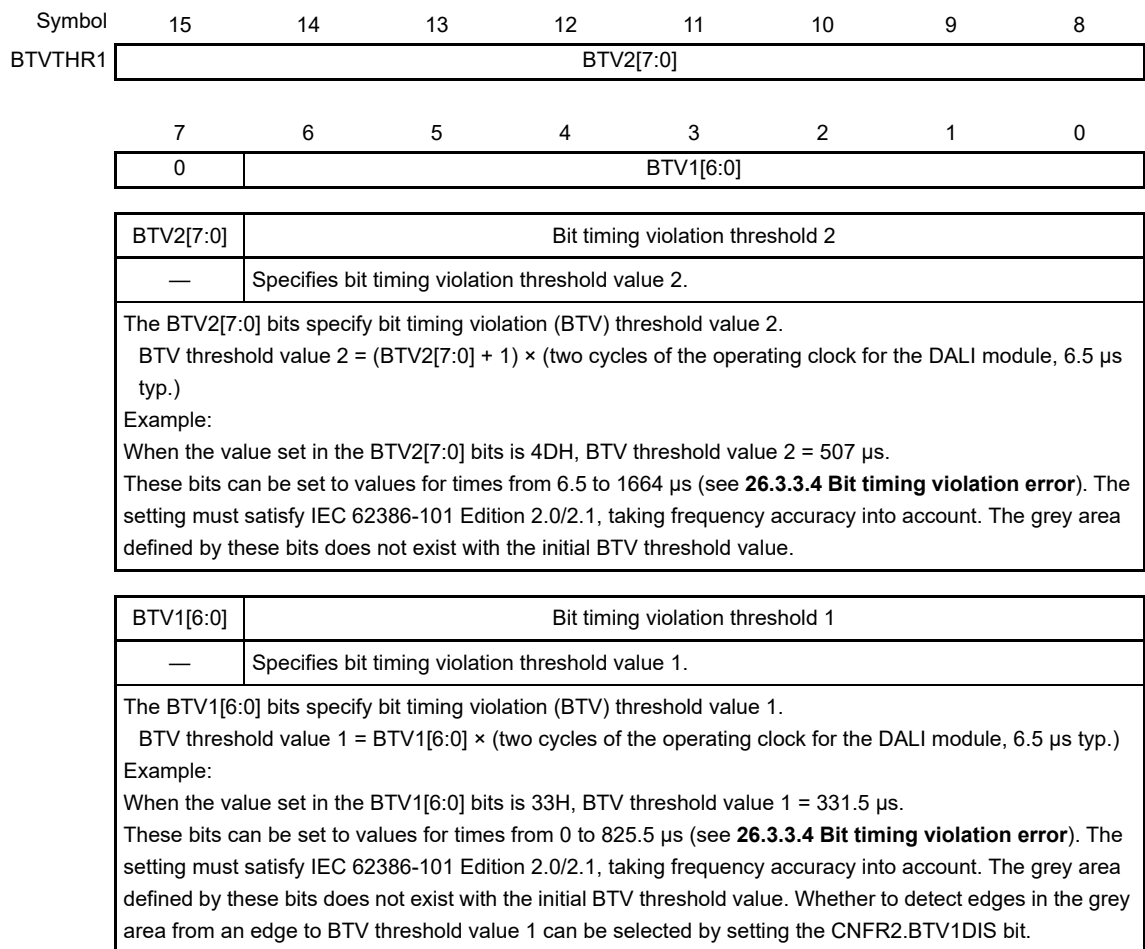 Symbol 15 14 13 12 11 10 9 8
BTVTHR1 BTV2[7:0]
7 6 5 4 3 2 1 0
0 BTV1[6:0]
BTV2[7:0] Bit timing violation threshold 2
— Specifies bit timing violation threshold value 2.
The BTV2[7:0] bits specify bit timing violation (BTV) threshold value 2.
BTV threshold value 2 = (BTV2[7:0] + 1) × (two cycles of the operating clock for the DALI module, 6.5 µs
typ.)
Example:
When the value set in the BTV2[7:0] bits is 4DH, BTV threshold value 2 = 507 µs.
These bits can be set to values for times from 6.5 to 1664 µs (see 26.3.3.4 Bit timing violation error). The
setting must satisfy IEC 62386-101 Edition 2.0/2.1, taking frequency accuracy into account. The grey area
defined by these bits does not exist with the initial BTV threshold value.
BTV1[6:0] Bit timing violation threshold 1
— Specifies bit timing violation threshold value 1.
The BTV1[6:0] bits specify bit timing violation (BTV) threshold value 1.
BTV threshold value 1 = BTV1[6:0] × (two cycles of the operating clock for the DALI module, 6.5 µs typ.)
Example:
When the value set in the BTV1[6:0] bits is 33H, BTV threshold value 1 = 331.5 µs.
These bits can be set to values for times from 0 to 825.5 µs (see 26.3.3.4 Bit timing violation error). The
setting must satisfy IEC 62386-101 Edition 2.0/2.1, taking frequency accuracy into account. The grey area
defined by these bits does not exist with the initial BTV threshold value. Whether to detect edges in the grey
area from an edge to BTV threshold value 1 can be selected by setting the CNFR2.BTV1DIS bit.